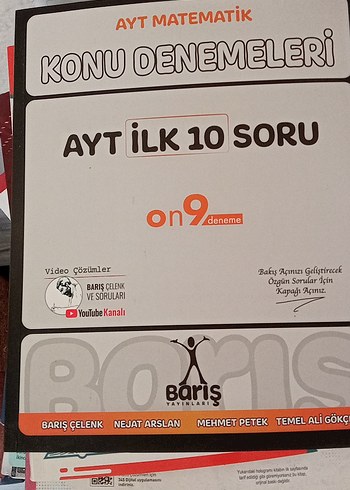 AYT MATEMATİK
KONU DENEMELERİ
AYT İLK 10 SORU
on9 deneme
Video Çözümler
BARIŞ ÇELENK
VE SORULARI
YouTube Kanalı
Bakış Açınızı Geliştirecek
Özgün Sorular İçin
Kapağı Açınız.
Barış
YAYINLARI
BARIŞ ÇELENK NEJAT ARSLAN MEHMET PETEK TEMEL ALİ GÖKÇ